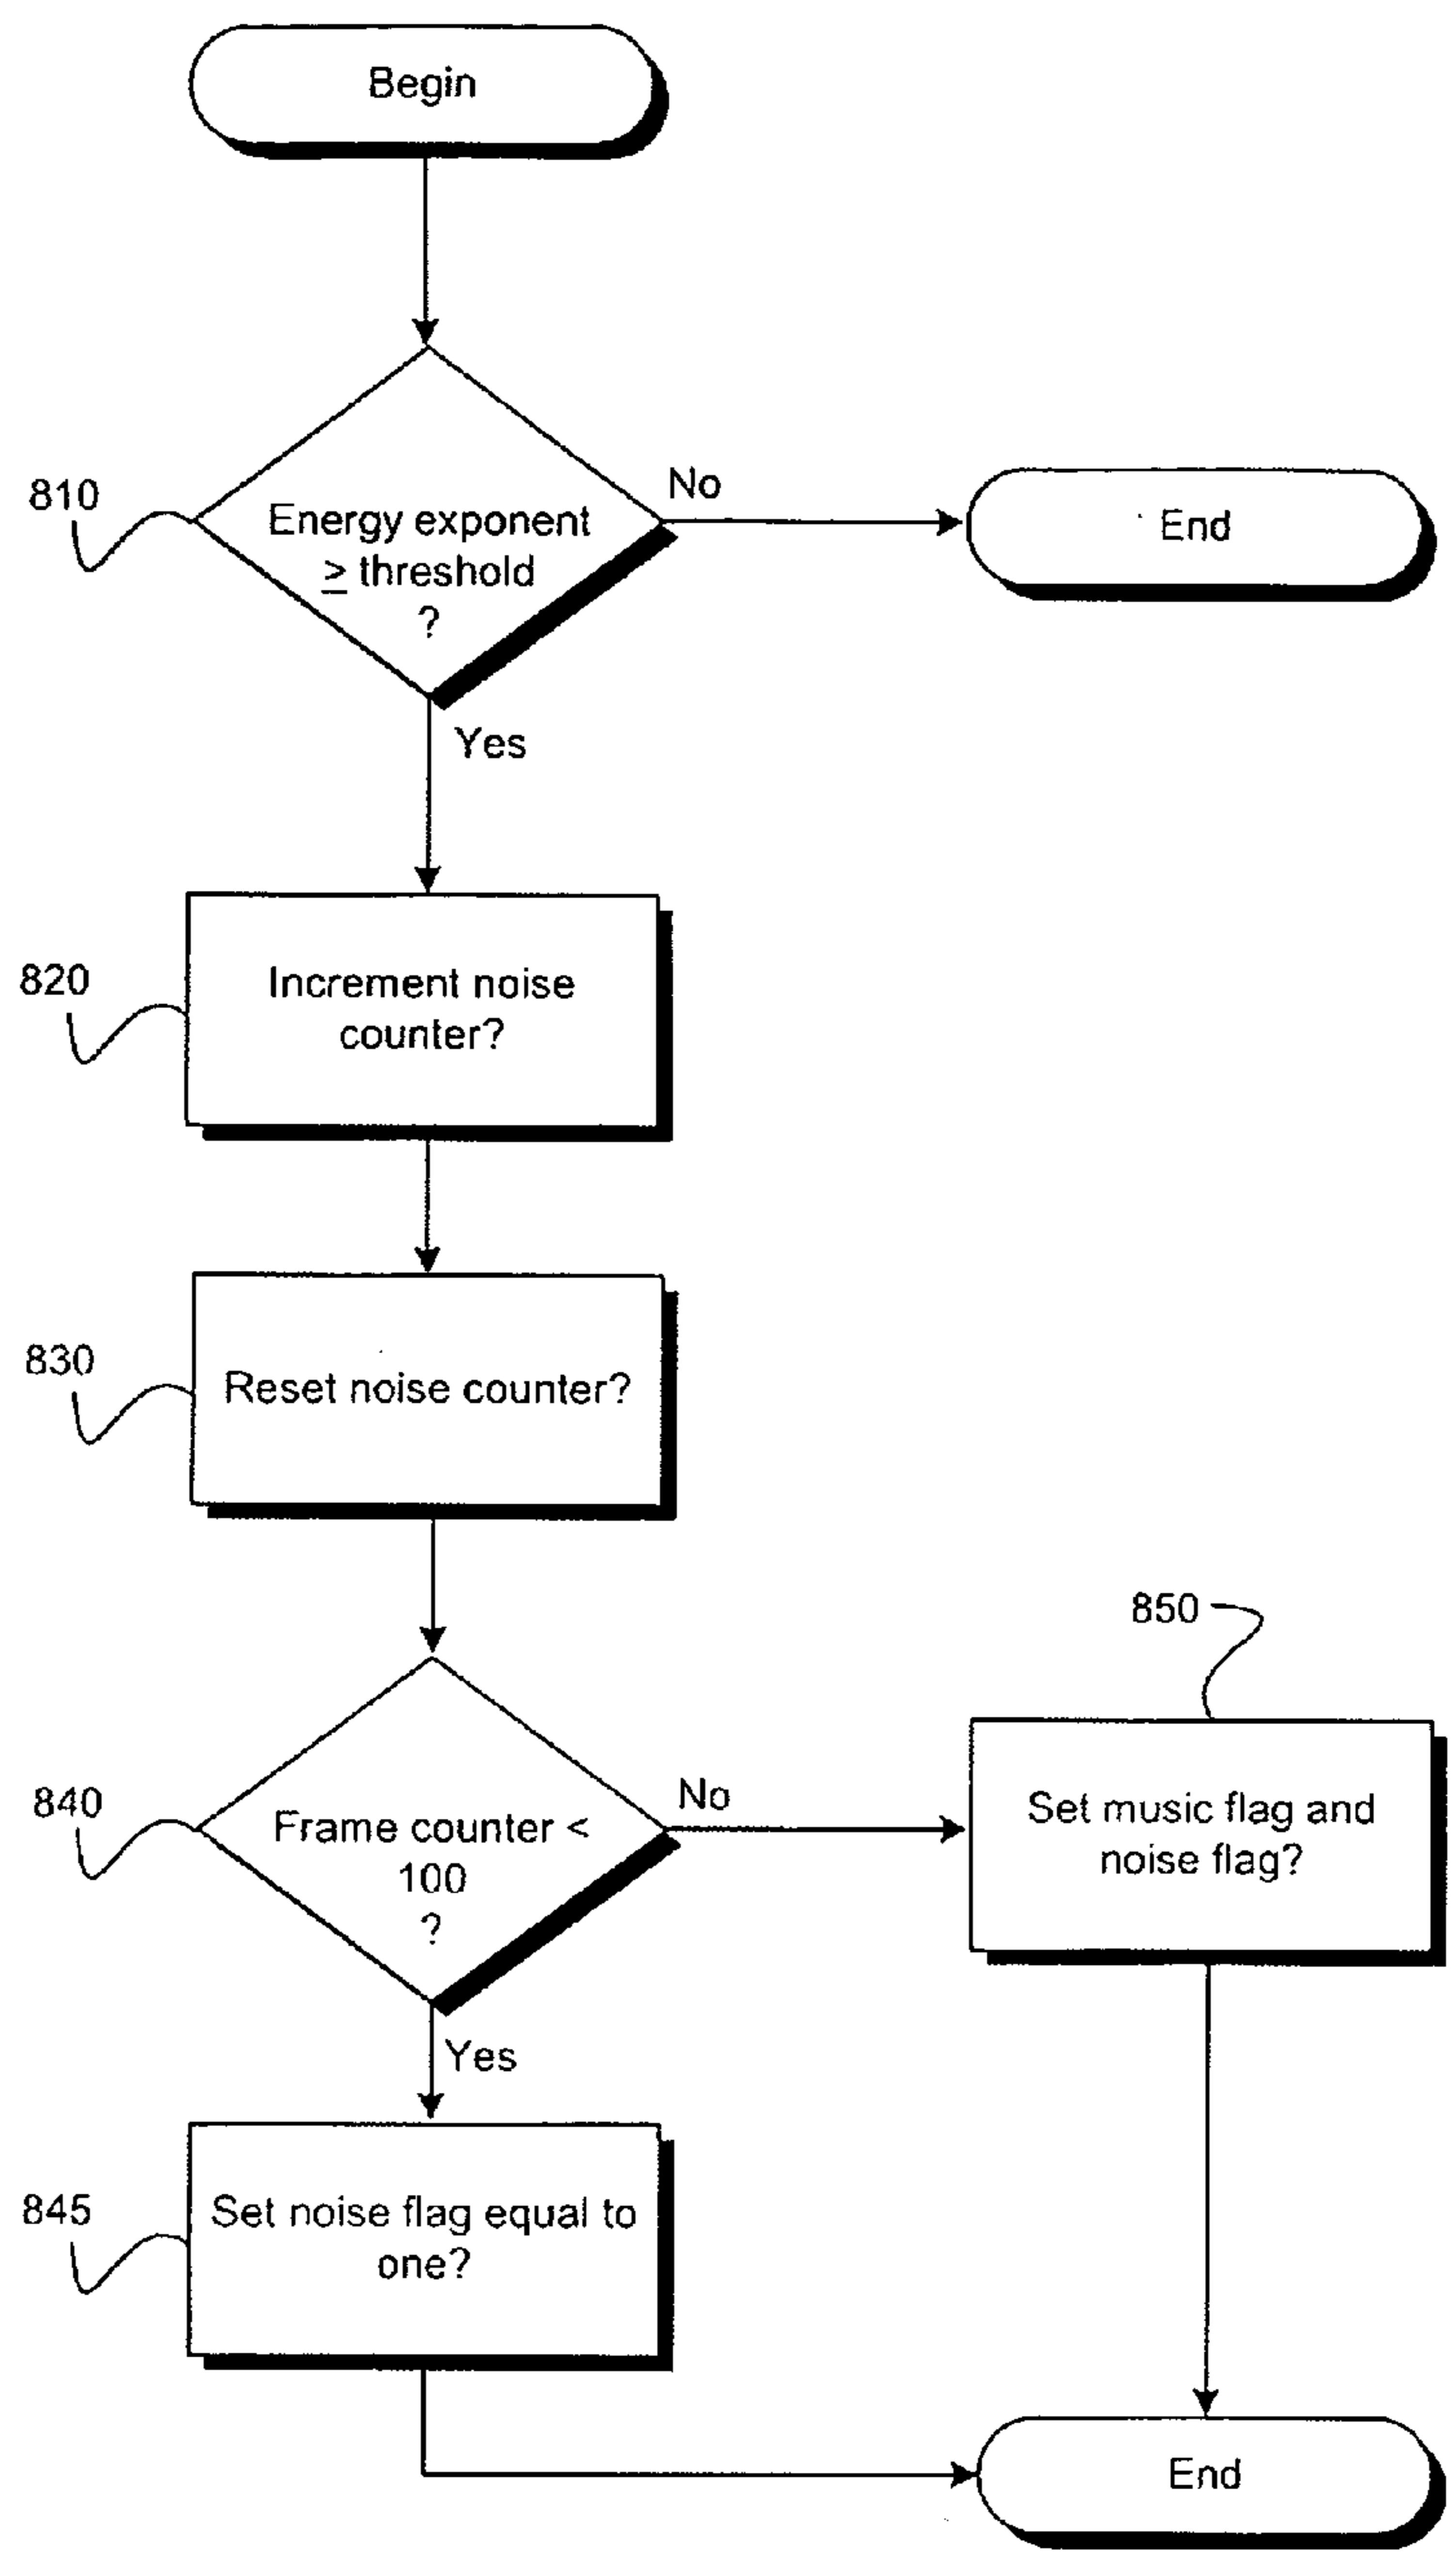 Begin
810
Energy exponent
≥ threshold
?
No
End
Yes
820
Increment noise
counter?
830
Reset noise counter?
850
840
Frame counter <
100
?
No
Set music flag and
noise flag?
Yes
845
Set noise flag equal to
one?
End